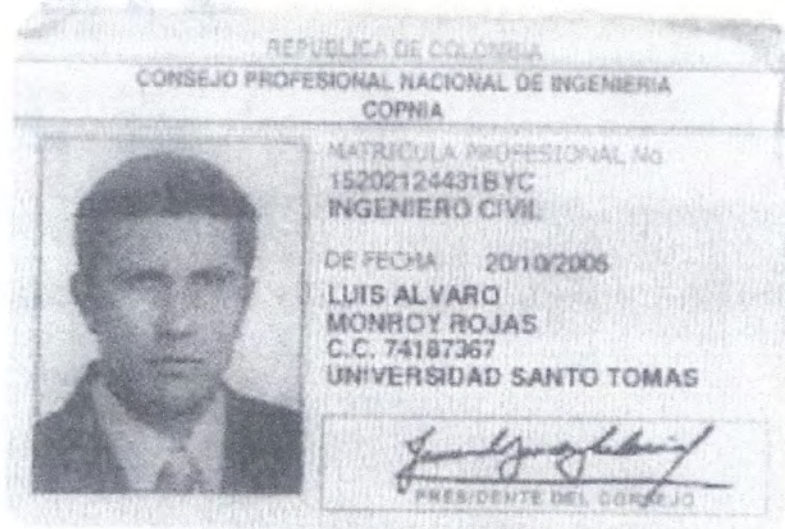 REPUBLICA DE COLOMBIA
CONSEJO PROFESIONAL NACIONAL DE INGENIERIA
COPNIA
MATRICULA PROFESIONAL No
15202124431BYC
INGENIERO CIVIL
DE FECHA 20/10/2005
LUIS ALVARO
MONROY ROJAS
C.C. 74187367
UNIVERSIDAD SANTO TOMAS
PRESIDENTE DEL CONSEJO